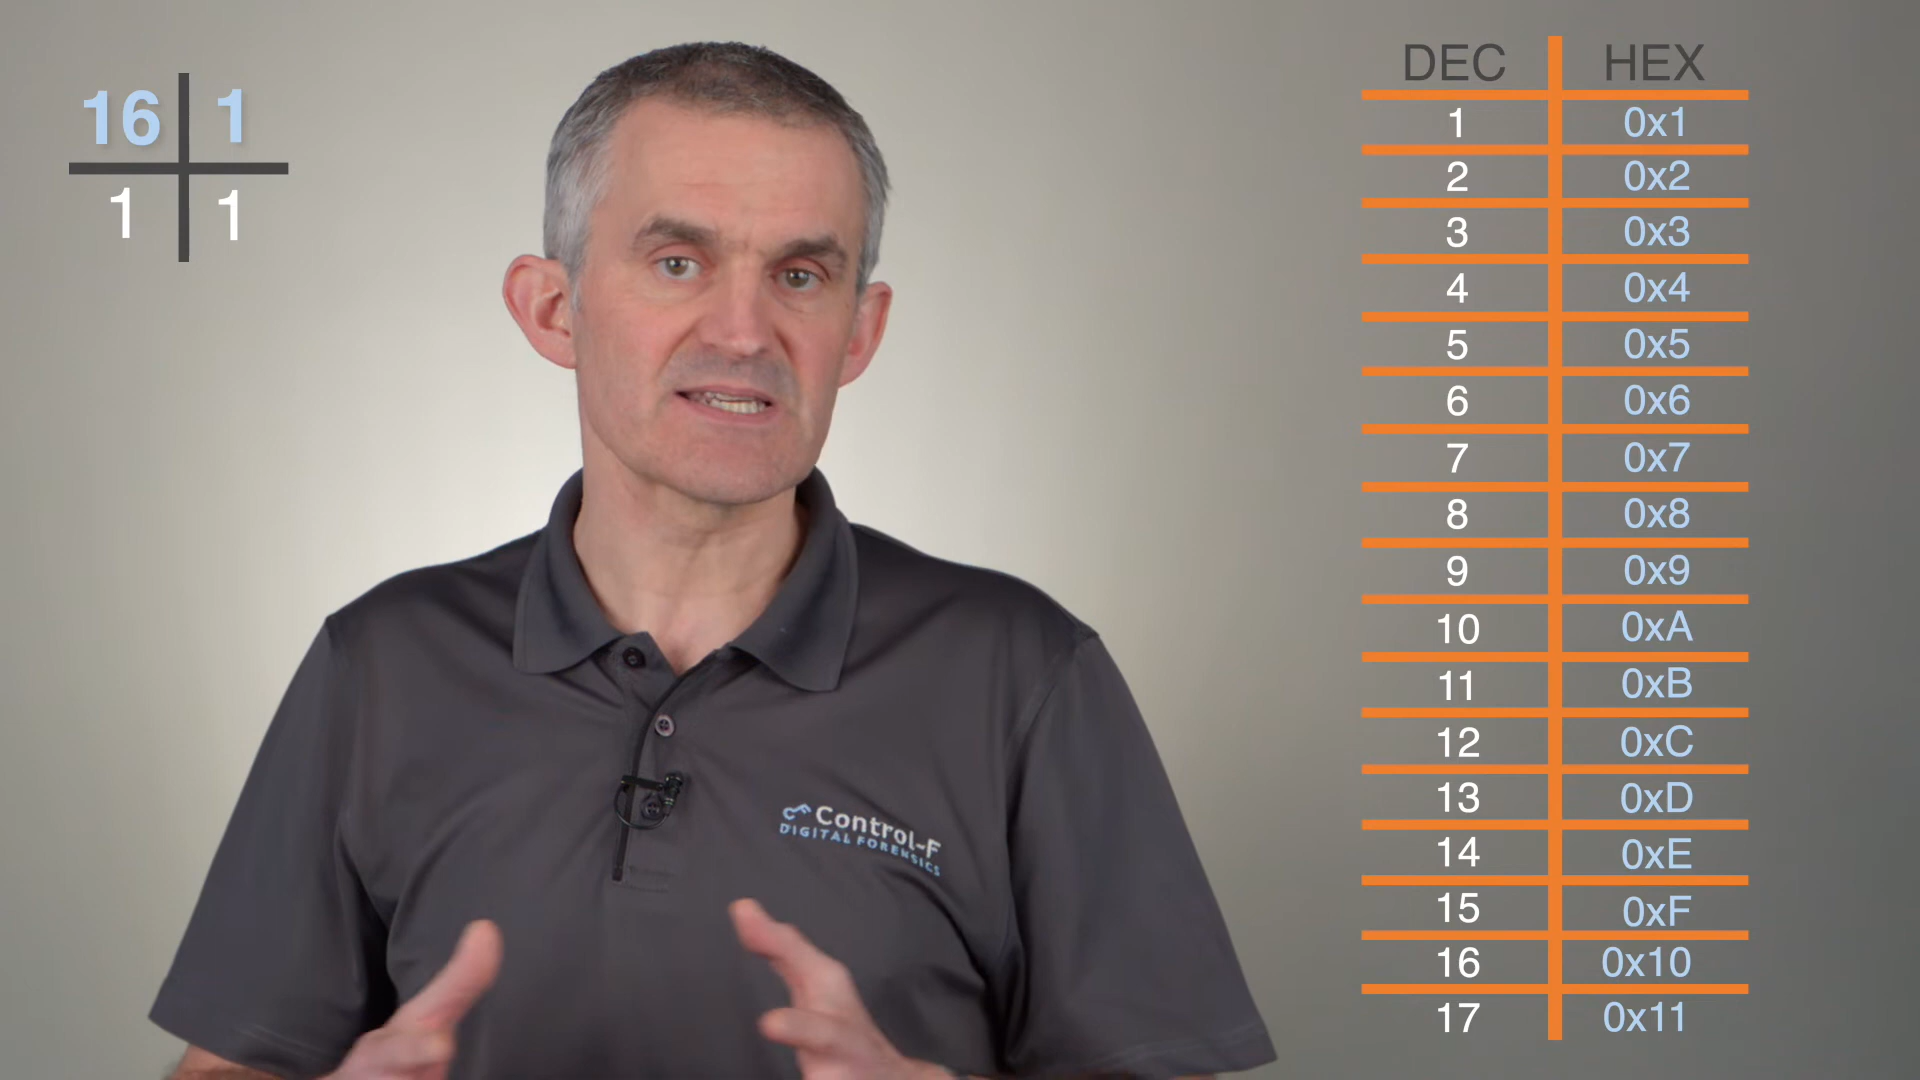 16 1
1 1
DEC HEX
1 0x1
2 0x2
3 0x3
4 0x4
5 0x5
6 0x6
7 0x7
8 0x8
9 0x9
10 0xA
11 0xB
12 0xC
13 0xD
14 0xE
15 0xF
16 0x10
17 0x11
Control-F
DIGITAL FORENSICS